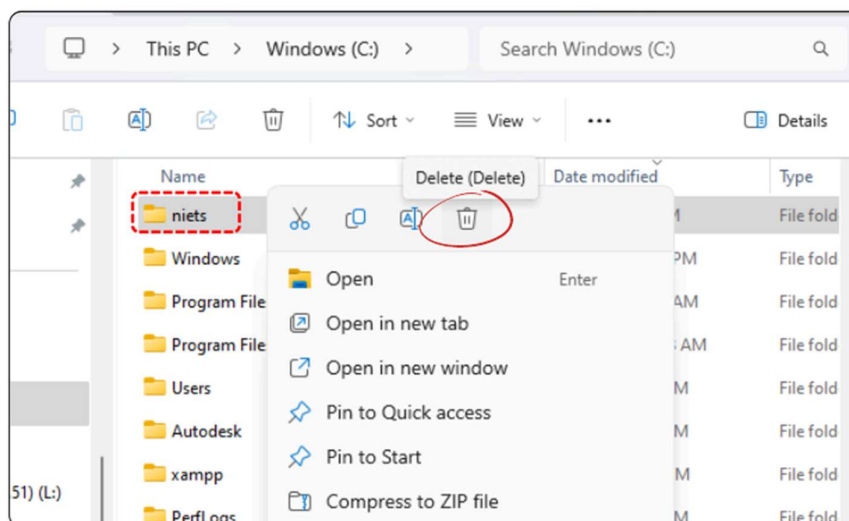 This PC > Windows (C:) > Search Windows (C:)
Sort View ... Details
Name Date modified Type
Delete (Delete)
niets File fold
Windows PM File fold
Program File AM File fold
Program File AM File fold
Users M File fold
Autodesk M File fold
xampp M File fold
PerfLogs M File fold
51) (L:)
Open Enter
Open in new tab
Open in new window
Pin to Quick access
Pin to Start
Compress to ZIP file